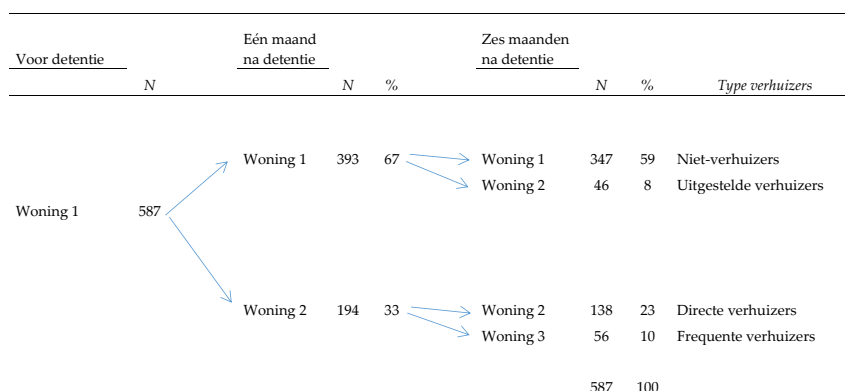 Eén maand Zes maanden
Voor detentie na detentie na detentie
N N % N % Type verhuizers
Woning 1 393 67 Woning 1 347 59 Niet-verhuizers
Woning 2 46 8 Uitgestelde verhuizers
Woning 1 587
Woning 2 194 33 Woning 2 138 23 Directe verhuizers
Woning 3 56 10 Frequente verhuizers
587 100